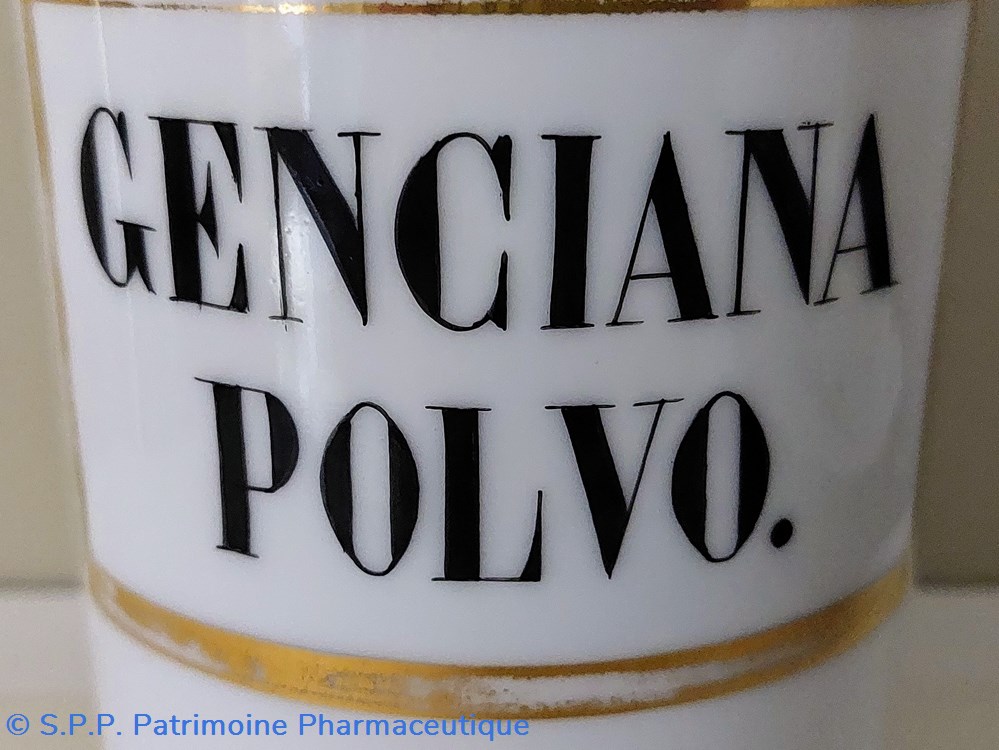 GENCIANA
POLVO.
© S.P.P. Patrimoine Pharmaceutique